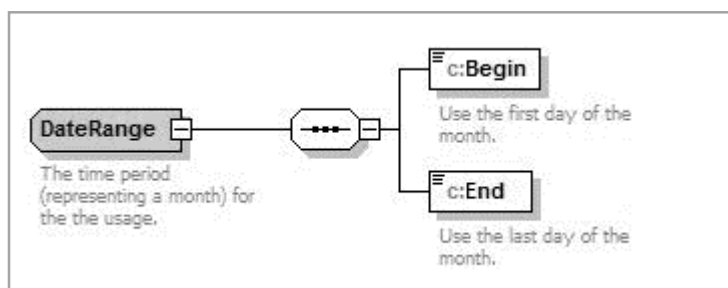 c:Begin
Use the first day of the
month.
DateRange
The time period
(representing a month) for
the the usage.
c:End
Use the last day of the
month.